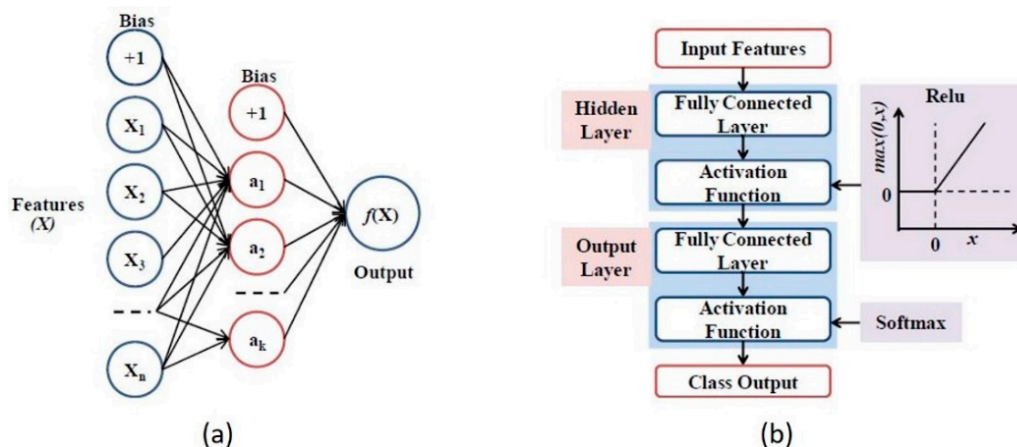 Bias
+1
X1
X2
X3
Xn
Features
(X)
Bias
+1
a1
a2
ak
f(X)
Output
(a)
Input Features
Hidden
Layer
Fully Connected
Layer
Activation
Function
Output
Layer
Fully Connected
Layer
Activation
Function
Class Output
Relu
max(0,x)
0
0
x
Softmax
(b)